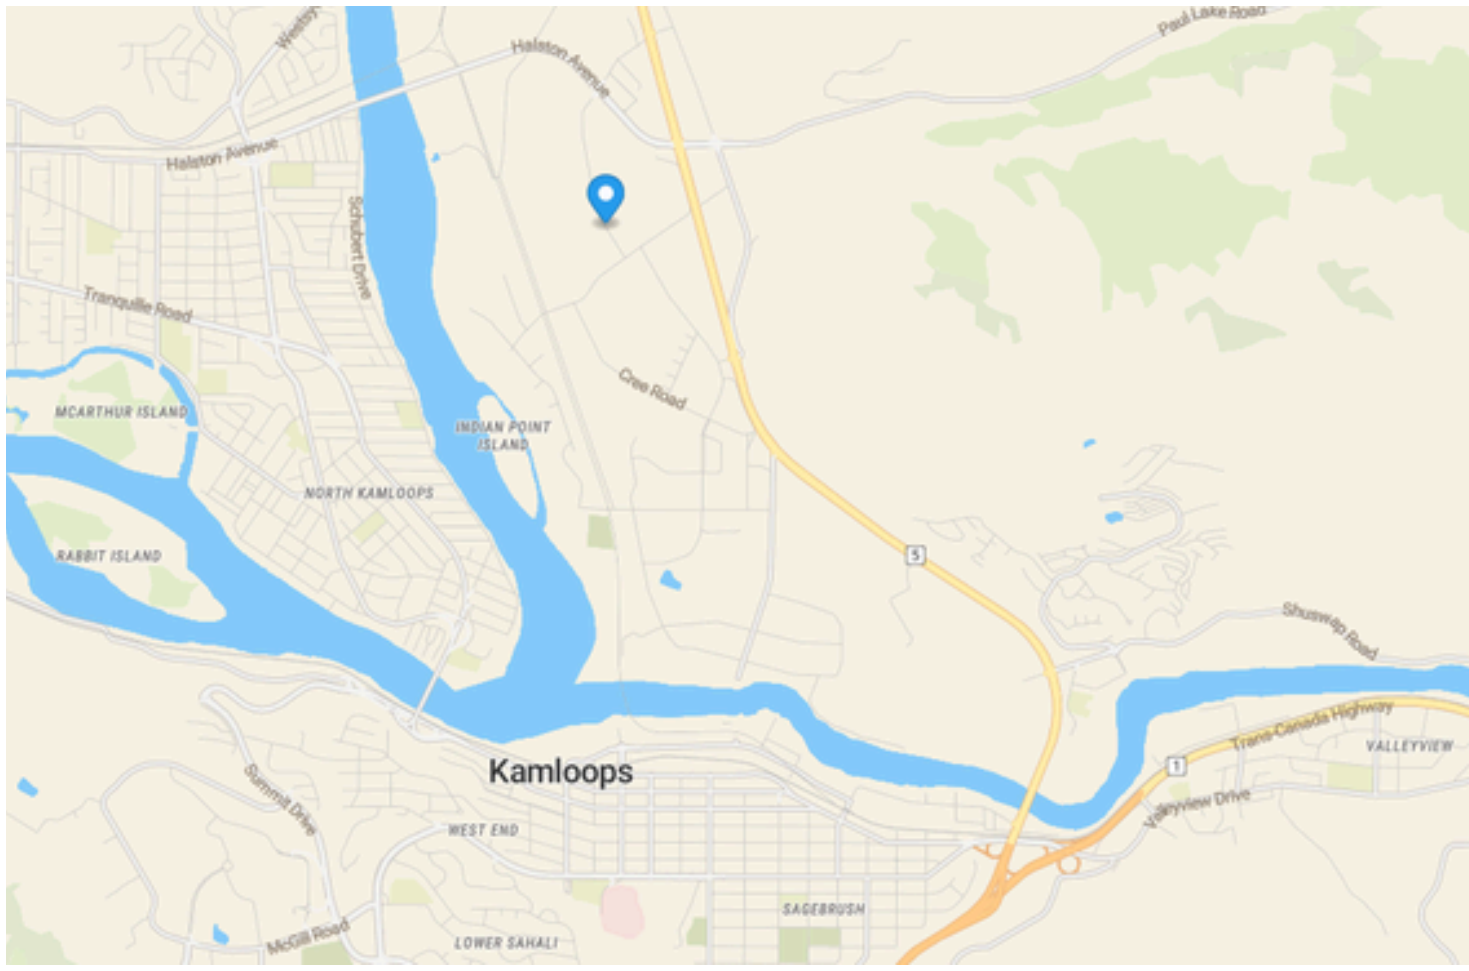 Paul Lake Road
Westsy
Halston Avenue
Halston Avenue
Schubert Drive
Tranquille Road
Cree Road
MCARTHUR ISLAND
INDIAN POINT
ISLAND
NORTH KAMLOOPS
RABBIT ISLAND
5
Shuswap Road
Trans-Canada Highway
VALLEYVIEW
1
Kamloops
Summit Drive
Valleyview Drive
WEST END
SAGEBRUSH
McGill Road
LOWER SAHALI